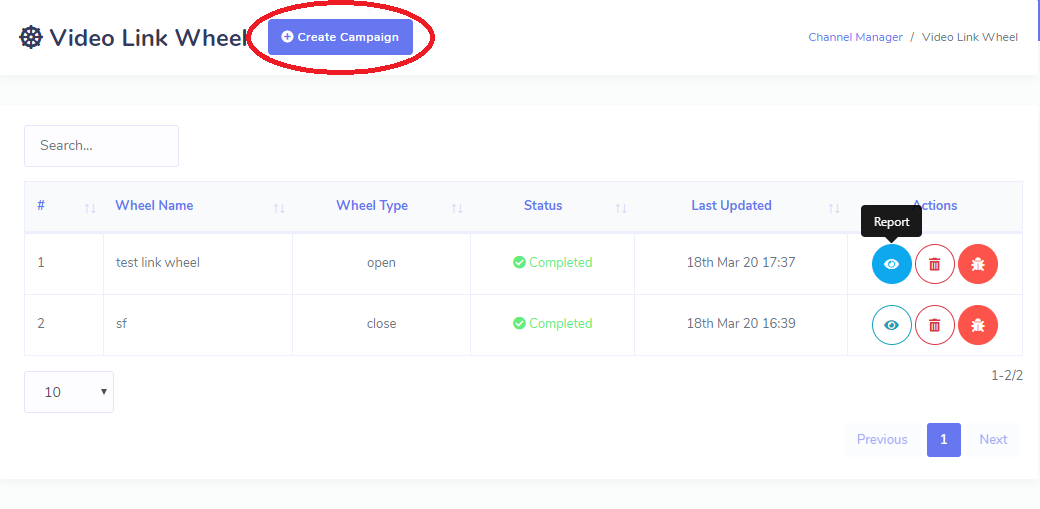 Video Link Wheel
Create Campaign
Channel Manager / Video Link Wheel
Search...
# Wheel Name Wheel Type Status Last Updated Actions
Report
1 test link wheel open Completed 18th Mar 20 17:37
2 sf close Completed 18th Mar 20 16:39
10
1-2/2
Previous 1 Next